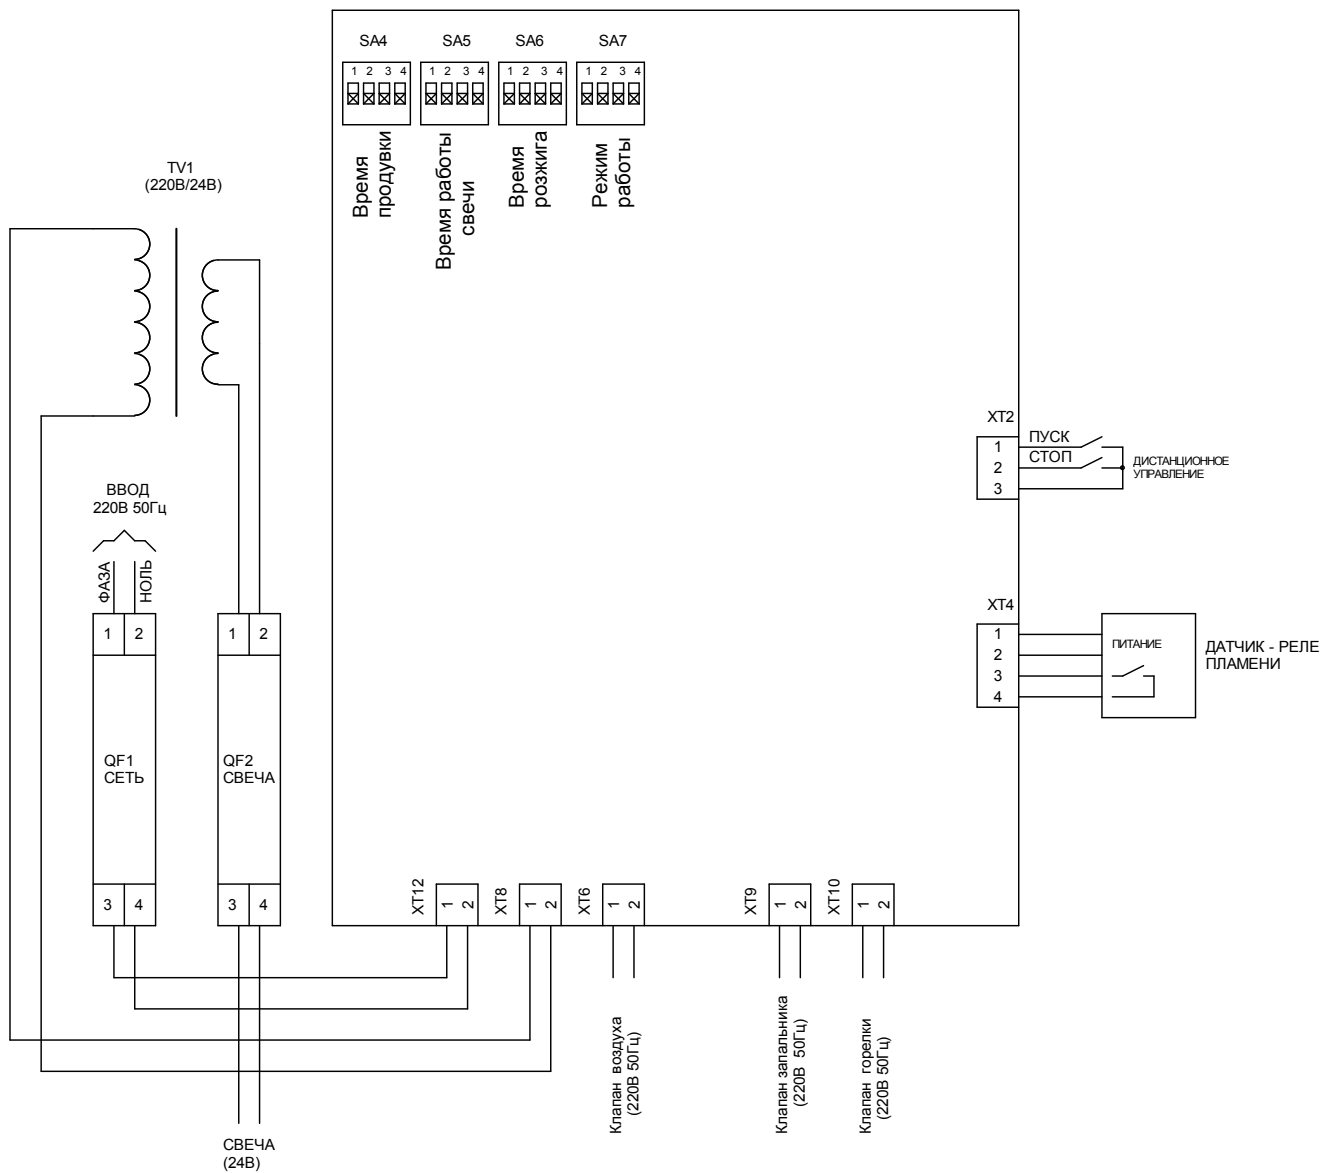 SA4
SA5
SA6
SA7
1 2 3 4
1 2 3 4
1 2 3 4
1 2 3 4
Время
продувки
Время работы
свечи
Время
розжига
Режим
работы
TV1
(220В/24В)
ВВОД
220В 50Гц
ФАЗА
НОЛЬ
1 2
1 2
QF1
СЕТЬ
QF2
СВЕЧА
3 4
3 4
XT2
1
2
3
ПУСК
СТОП
ДИСТАНЦИОННОЕ
УПРАВЛЕНИЕ
XT4
1
2
3
4
ПИТАНИЕ
ДАТЧИК - РЕЛЕ
ПЛАМЕНИ
XT12
1 2
XT8
1 2
XT6
1 2
XT9
1 2
XT10
1 2
Клапан воздуха
(220В 50Гц)
Клапан запальника
(220В 50Гц)
Клапан горелки
(220В 50Гц)
СВЕЧА
(24В)